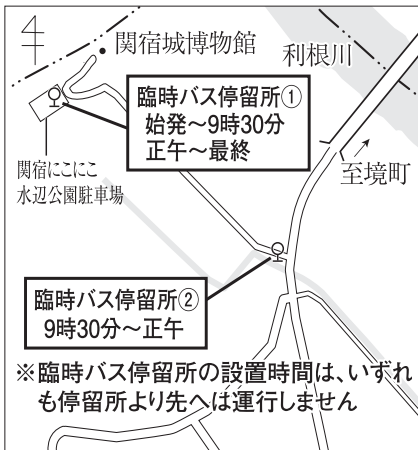 関宿城博物館
利根川
臨時バス停留所①
始発~9時30分
正午~最終
関宿にこにこ
水辺公園駐車場
至境町
臨時バス停留所②
9時30分~正午
※臨時バス停留所の設置時間は、いずれ
も停留所より先へは運行しません